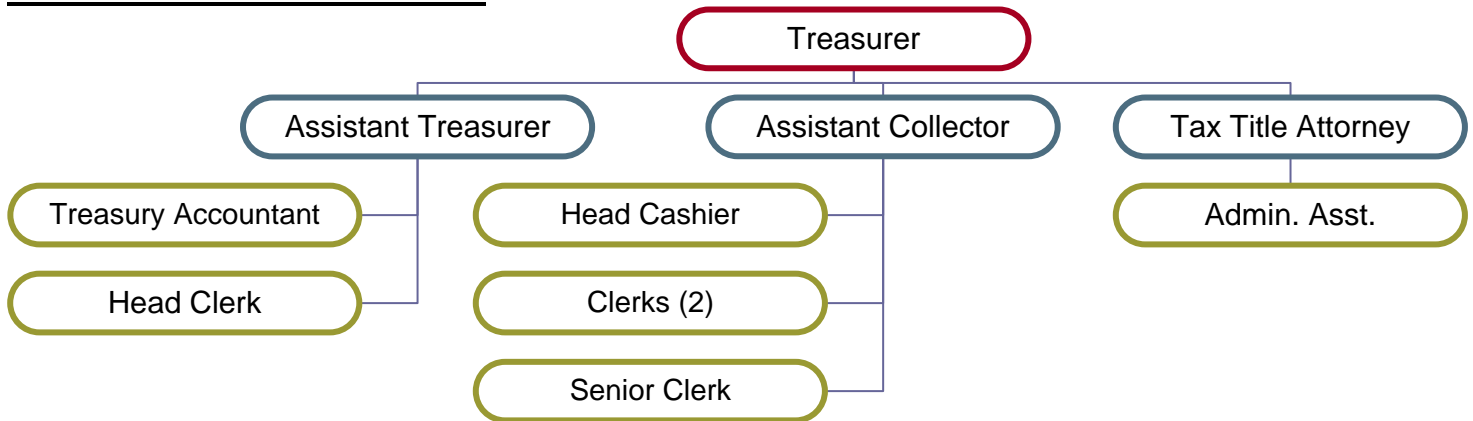 Treasurer
Assistant Treasurer
Assistant Collector
Tax Title Attorney
Treasury Accountant
Head Cashier
Admin. Asst.
Head Clerk
Clerks (2)
Senior Clerk